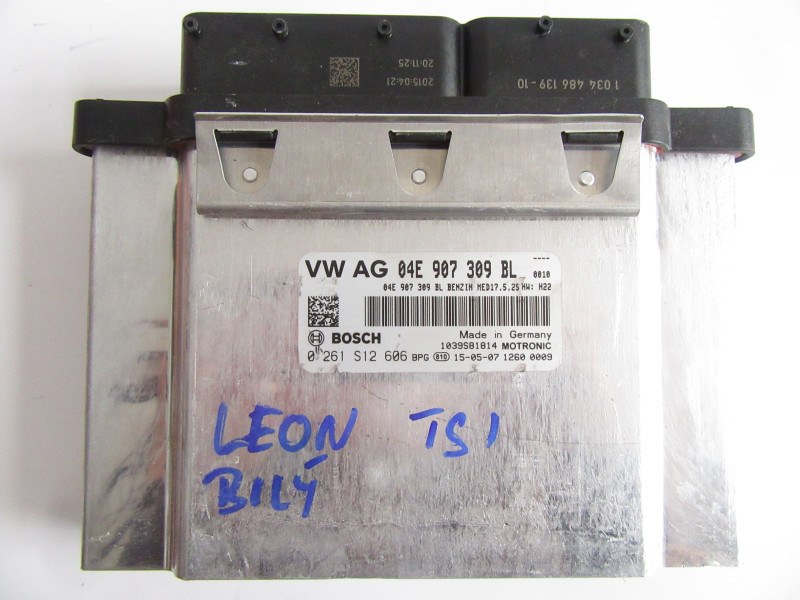 20:11:25
2015:04:21
1 034 486 139-10
VW AG 04E 907 309 BL ----
0010
04E 907 309 BL BENZIN MED17.5.25 HW: H22
BOSCH Made in Germany
1039S81814 MOTRONIC
0 261 S12 606 BPG 810 15-05-07 1260 0009
LEON TSI
BILÝ